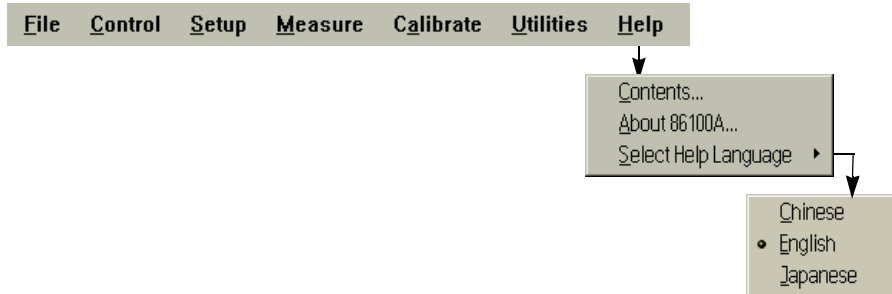 File Control Setup Measure Calibrate Utilities Help
Contents...
About 86100A...
Select Help Language
Chinese
English
Japanese